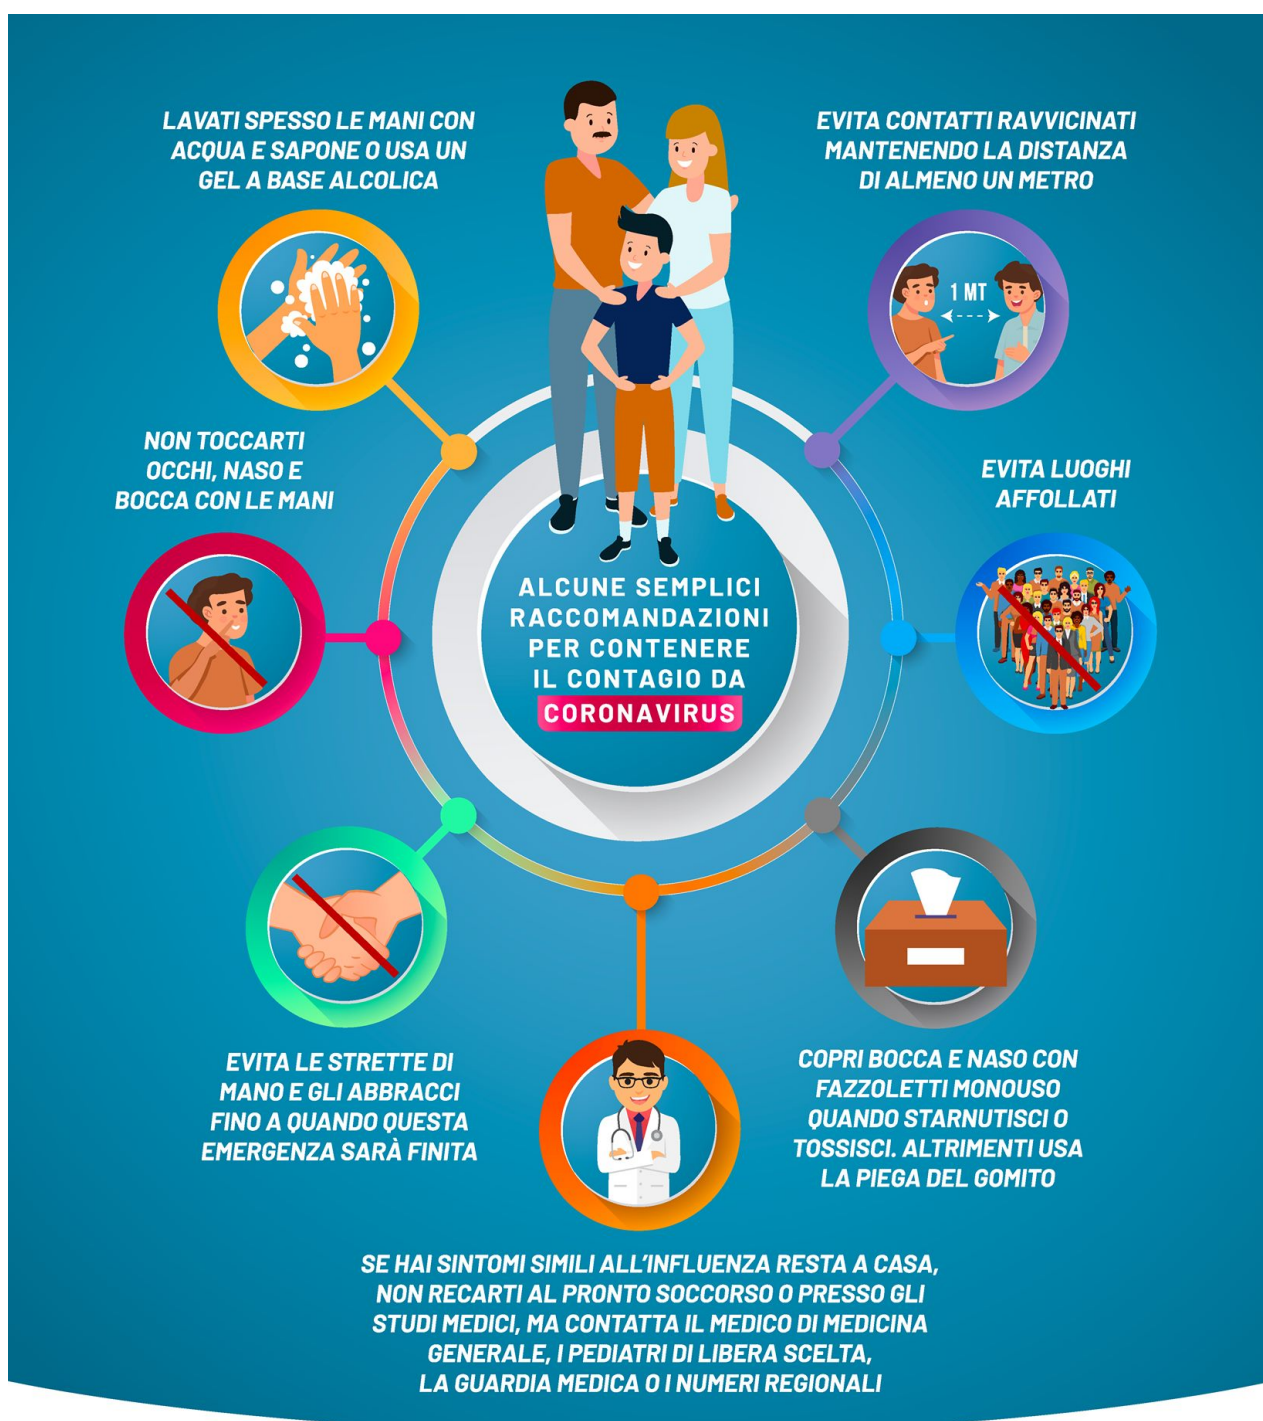 LAVATI SPESSO LE MANI CON
ACQUA E SAPONE O USA UN
GEL A BASE ALCOLICA
EVITA CONTATTI RAVVICINATI
MANTENENDO LA DISTANZA
DI ALMENO UN METRO
1 MT
NON TOCCARTI
OCCHI, NASO E
BOCCA CON LE MANI
EVITA LUOGHI
AFFOLLATI
ALCUNE SEMPLICI
RACCOMANDAZIONI
PER CONTENERE
IL CONTAGIO DA
CORONAVIRUS
EVITA LE STRETTE DI
MANO E GLI ABBRACCI
FINO A QUANDO QUESTA
EMERGENZA SARÀ FINITA
COPRI BOCCA E NASO CON
FAZZOLETTI MONOUSO
QUANDO STARNUTISCI O
TOSSISCI. ALTRIMENTI USA
LA PIEGA DEL GOMITO
SE HAI SINTOMI SIMILI ALL'INFLUENZA RESTA A CASA,
NON RECARTI AL PRONTO SOCCORSO O PRESSO GLI
STUDI MEDICI, MA CONTATTA IL MEDICO DI MEDICINA
GENERALE, I PEDIATRI DI LIBERA SCELTA,
LA GUARDIA MEDICA O I NUMERI REGIONALI